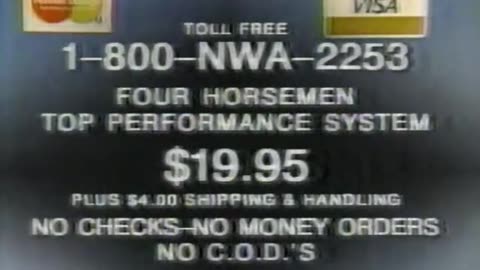 VISA
TOLL FREE
1-800-NWA-2253
FOUR HORSEMEN
TOP PERFORMANCE SYSTEM
$19.95
PLUS $4.00 SHIPPING & HANDLING
NO CHECKS-NO MONEY ORDERS
NO C.O.D.'S